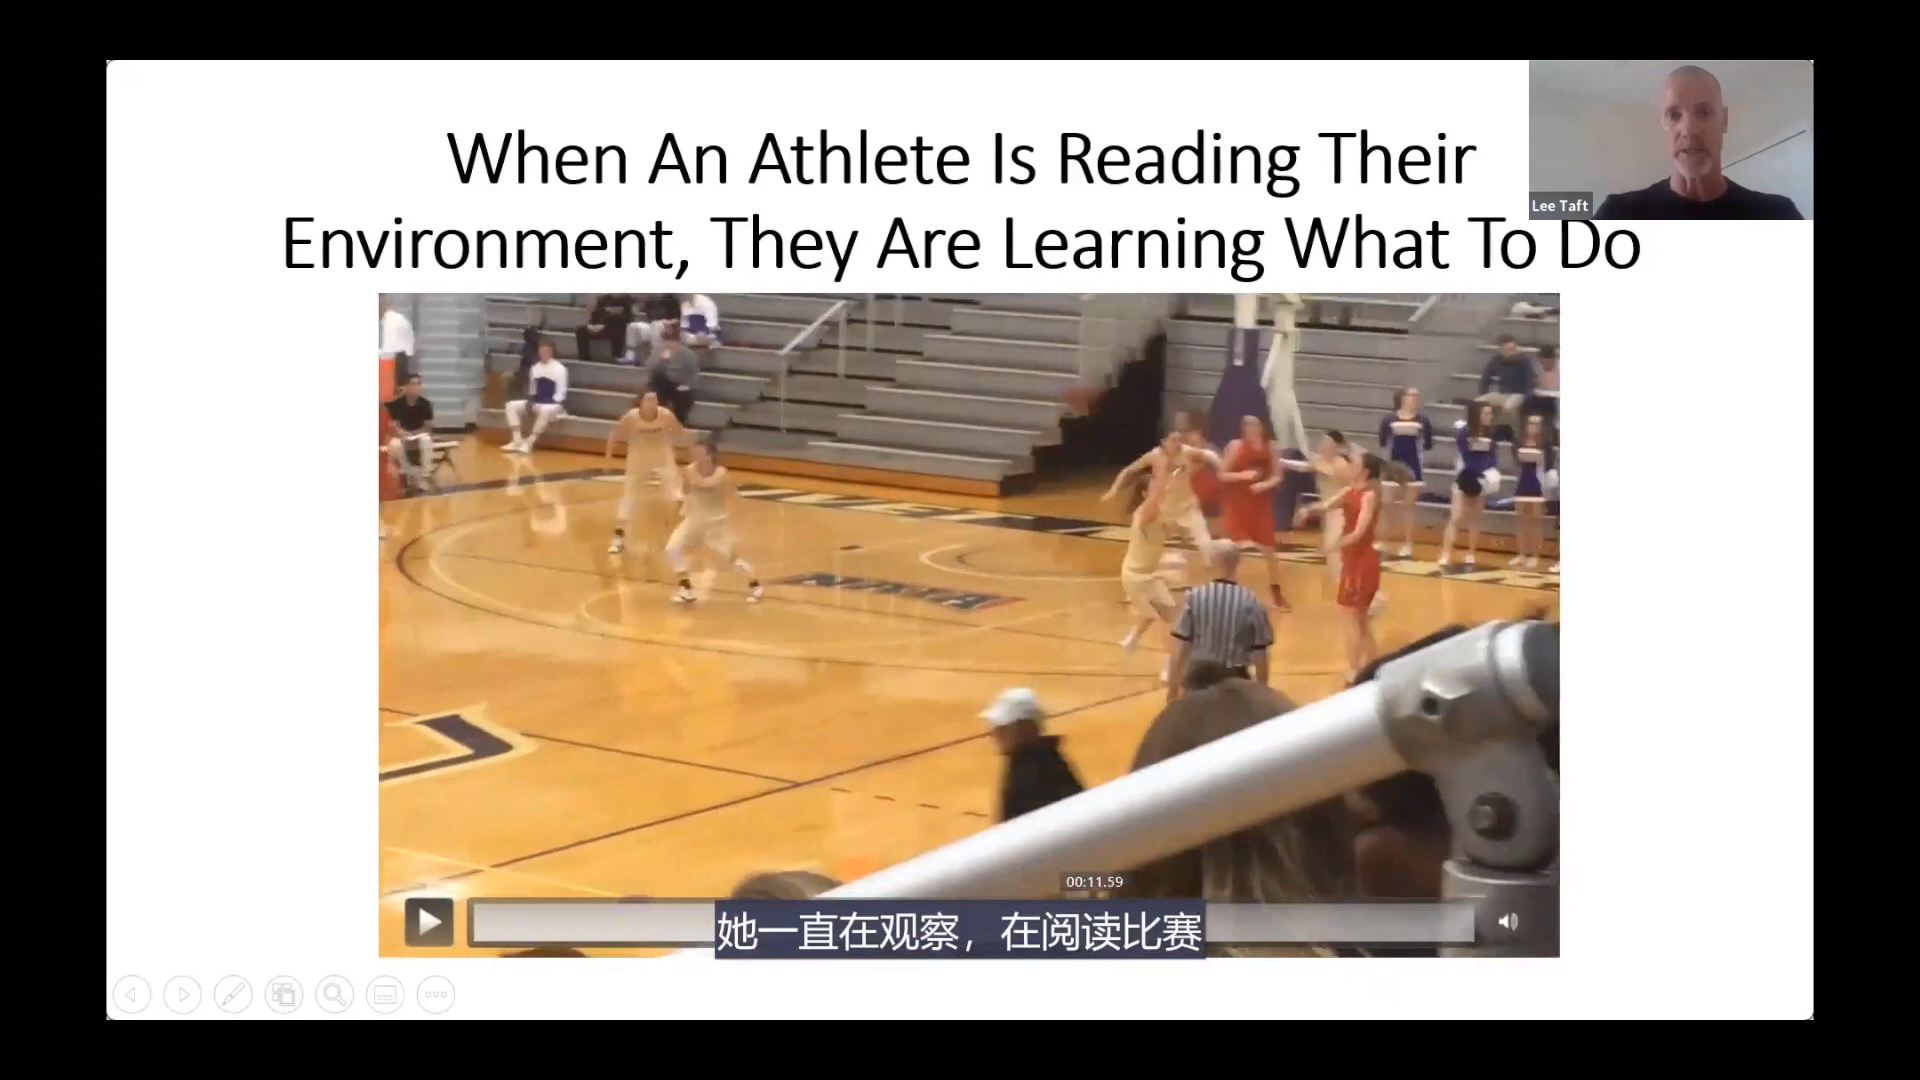 When An Athlete Is Reading Their
Environment, They Are Learning What To Do
Lee Taft
00:11.59
她一直在观察，在阅读比赛